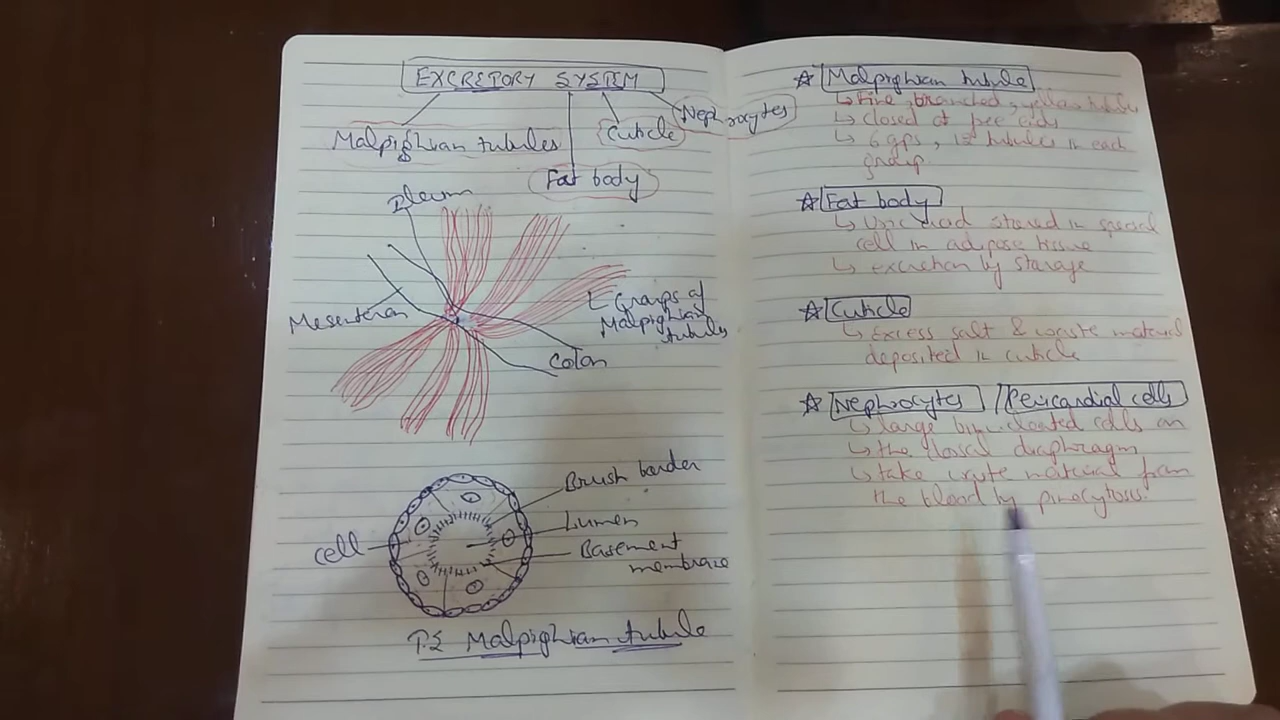 EXCRETORY SYSTEM
Malpighian tubules
Cuticle
Nephrocytes
Fat body
Ileum
Mesenteron
Groups of
Malpighian
tubules
Colon
Brush border
Lumen
cell
Basement
membrane
T.S Malpighian tubule
☆ Malpighian tubule
↳ Fine, branched, yellow tubules
↳ closed at free ends
↳ 6 gps, 12 tubules in each
group
☆ Fat body
↳ Uric acid stored in special
cell in adipose tissue
↳ excretion by storage
☆ Cuticle
↳ Excess salt & waste material
deposited in cuticle
☆ Nephrocytes / Pericardial cells
↳ large binucleated cells on
↳ the dorsal diaphragm
↳ take waste material from
the blood by pinocytosis.